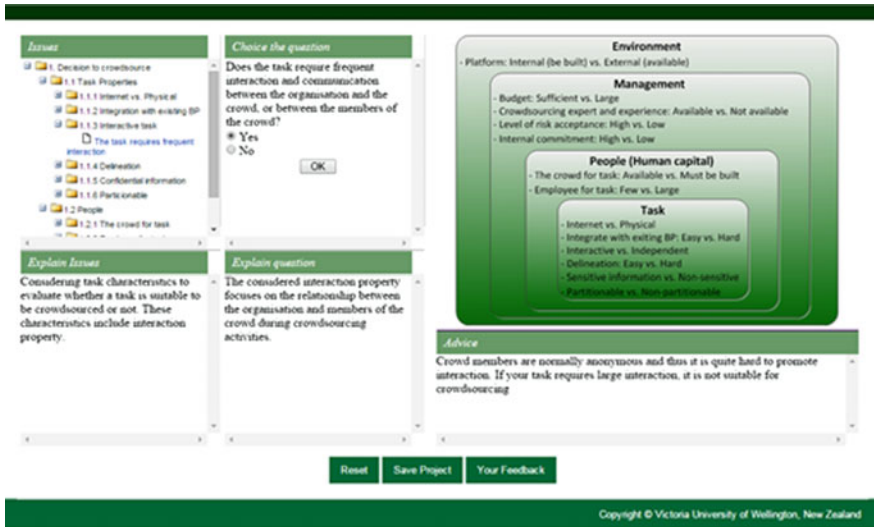 Issues
1. Decision to crowdsource
1.1 Task Properties
1.1.1 Internet vs. Physical
1.1.2 Integration with existing BP
1.1.3 Interactive task
The task requires frequent
interaction
1.1.4 Delineation
1.1.5 Confidential information
1.1.6 Partitionable
1.2 People
1.2.1 The crowd for task
Choice the question
Does the task require frequent
interaction and communication
between the organisation and the
crowd, or between the members of
the crowd?
Yes
No
OK
Explain Issues
Considering task characteristics to
evaluate whether a task is suitable to
be crowdsourced or not. These
characteristics include interaction
property.
Explain question
The considered interaction property
focuses on the relationship between
the organisation and members of the
crowd during crowdsourcing
activities.
Environment
- Platform: Internal (be built) vs. External (available)
Management
- Budget: Sufficient vs. Large
- Crowdsourcing expert and experience: Available vs. Not available
- Level of risk acceptance: High vs. Low
- Internal commitment: High vs. Low
People (Human capital)
- The crowd for task: Available vs. Must be built
- Employee for task: Few vs. Large
Task
- Internet vs. Physical
- Integrate with exiting BP: Easy vs. Hard
- Interactive vs. Independent
- Delineation: Easy vs. Hard
- Sensitive information vs. Non-sensitive
- Partitionable vs. Non-partitionable
Advice
Crowd members are normally anonymous and thus it is quite hard to promote
interaction. If your task requires large interaction, it is not suitable for
crowdsourcing
Reset
Save Project
Your Feedback
Copyright © Victoria University of Wellington, New Zealand